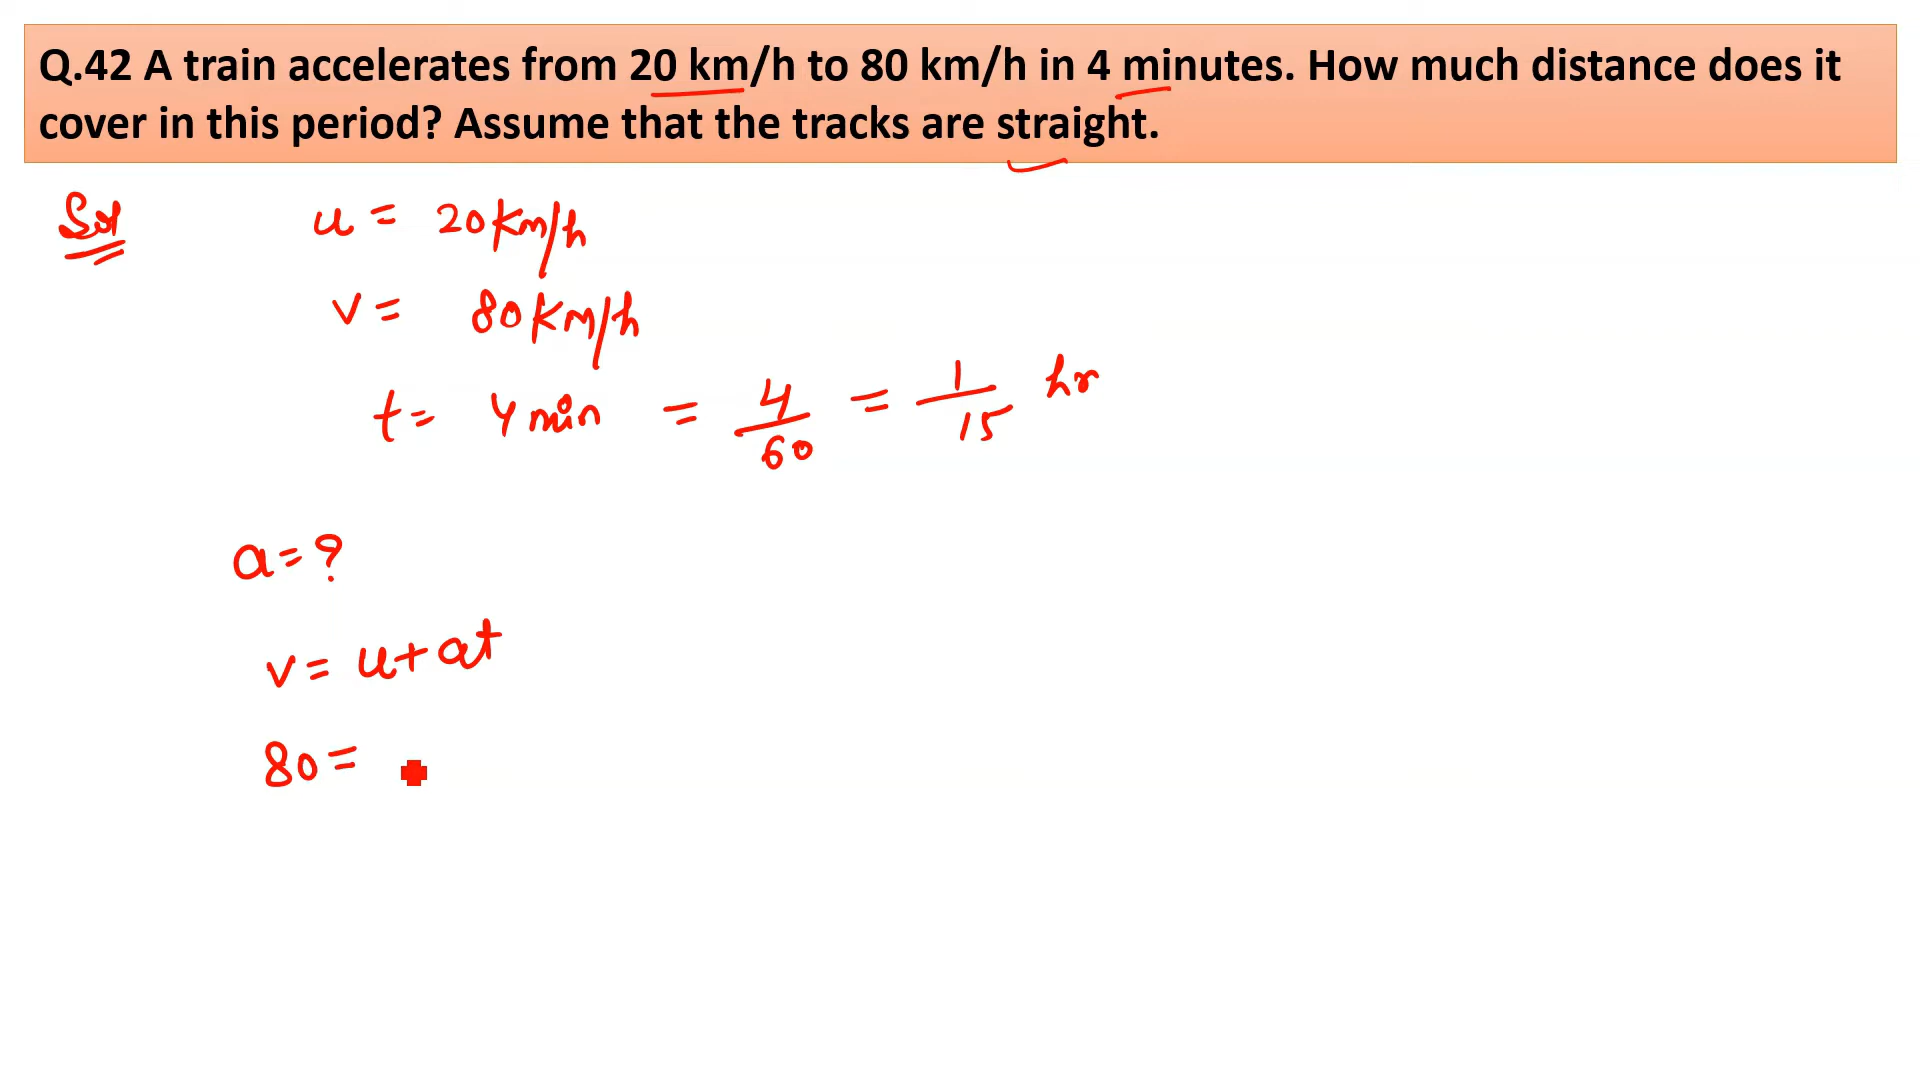 Q.42 A train accelerates from 20 km/h to 80 km/h in 4 minutes. How much distance does it
cover in this period? Assume that the tracks are straight.
Sol u = 20 km/h
v = 80 km/h
t = 4 min = 4/60 = 1/15 hr
a = ?
v = u + at
80 =